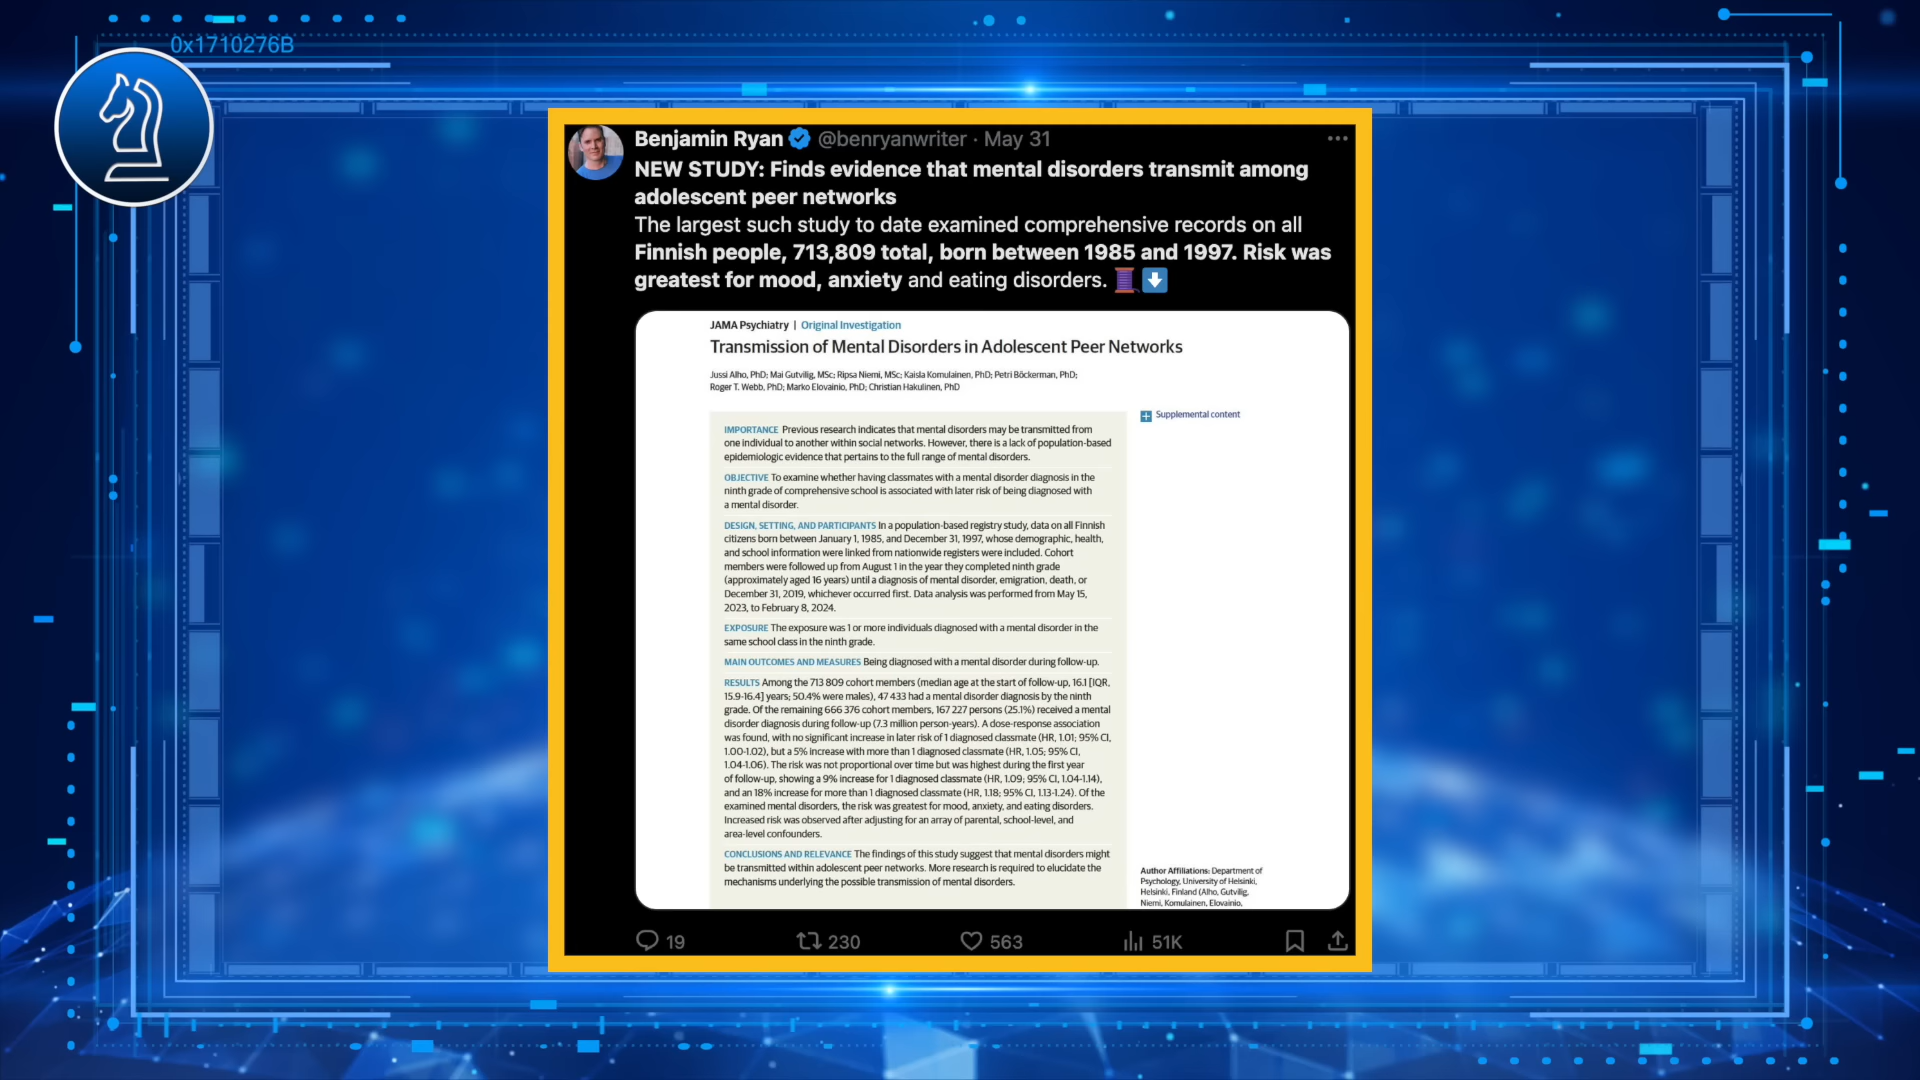 0x1710276B
Benjamin Ryan @benryanwriter · May 31
NEW STUDY: Finds evidence that mental disorders transmit among
adolescent peer networks
The largest such study to date examined comprehensive records on all
Finnish people, 713,809 total, born between 1985 and 1997. Risk was
greatest for mood, anxiety and eating disorders. 🧵⬇️
JAMA Psychiatry | Original Investigation
Transmission of Mental Disorders in Adolescent Peer Networks
Jussi Alho, PhD; Mai Gutvilig, MSc; Ripsa Niemi, MSc; Kaisla Komulainen, PhD; Petri Böckerman, PhD;
Roger T. Webb, PhD; Marko Elovainio, PhD; Christian Hakulinen, PhD
Supplemental content
IMPORTANCE Previous research indicates that mental disorders may be transmitted from
one individual to another within social networks. However, there is a lack of population-based
epidemiologic evidence that pertains to the full range of mental disorders.
OBJECTIVE To examine whether having classmates with a mental disorder diagnosis in the
ninth grade of comprehensive school is associated with later risk of being diagnosed with
a mental disorder.
DESIGN, SETTING, AND PARTICIPANTS In a population-based registry study, data on all Finnish
citizens born between January 1, 1985, and December 31, 1997, whose demographic, health,
and school information were linked from nationwide registers were included. Cohort
members were followed up from August 1 in the year they completed ninth grade
(approximately aged 16 years) until a diagnosis of mental disorder, emigration, death, or
December 31, 2019, whichever occurred first. Data analysis was performed from May 15,
2023, to February 8, 2024.
EXPOSURE The exposure was 1 or more individuals diagnosed with a mental disorder in the
same school class in the ninth grade.
MAIN OUTCOMES AND MEASURES Being diagnosed with a mental disorder during follow-up.
RESULTS Among the 713 809 cohort members (median age at the start of follow-up, 16.1 [IQR,
15.9-16.4] years; 50.4% were males), 47 433 had a mental disorder diagnosis by the ninth
grade. Of the remaining 666 376 cohort members, 167 227 persons (25.1%) received a mental
disorder diagnosis during follow-up (7.3 million person-years). A dose-response association
was found, with no significant increase in later risk of 1 diagnosed classmate (HR, 1.01; 95% CI,
1.00-1.02), but a 5% increase with more than 1 diagnosed classmate (HR, 1.05; 95% CI,
1.04-1.06). The risk was not proportional over time but was highest during the first year
of follow-up, showing a 9% increase for 1 diagnosed classmate (HR, 1.09; 95% CI, 1.04-1.14),
and an 18% increase for more than 1 diagnosed classmate (HR, 1.18; 95% CI, 1.13-1.24). Of the
examined mental disorders, the risk was greatest for mood, anxiety, and eating disorders.
Increased risk was observed after adjusting for an array of parental, school-level, and
area-level confounders.
CONCLUSIONS AND RELEVANCE The findings of this study suggest that mental disorders might
be transmitted within adolescent peer networks. More research is required to elucidate the
mechanisms underlying the possible transmission of mental disorders.
Author Affiliations: Department of
Psychology, University of Helsinki,
Helsinki, Finland (Alho, Gutvilig,
Niemi, Komulainen, Elovainio,
19 230 563 51K